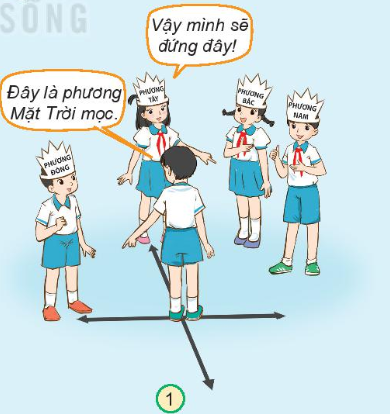 SỐNG
Vậy mình sẽ
đứng đây!
Đây là phương
Mặt Trời mọc.
PHƯƠNG
TÂY
PHƯƠNG
BẮC
PHƯƠNG
NAM
PHƯƠNG
ĐÔNG
1